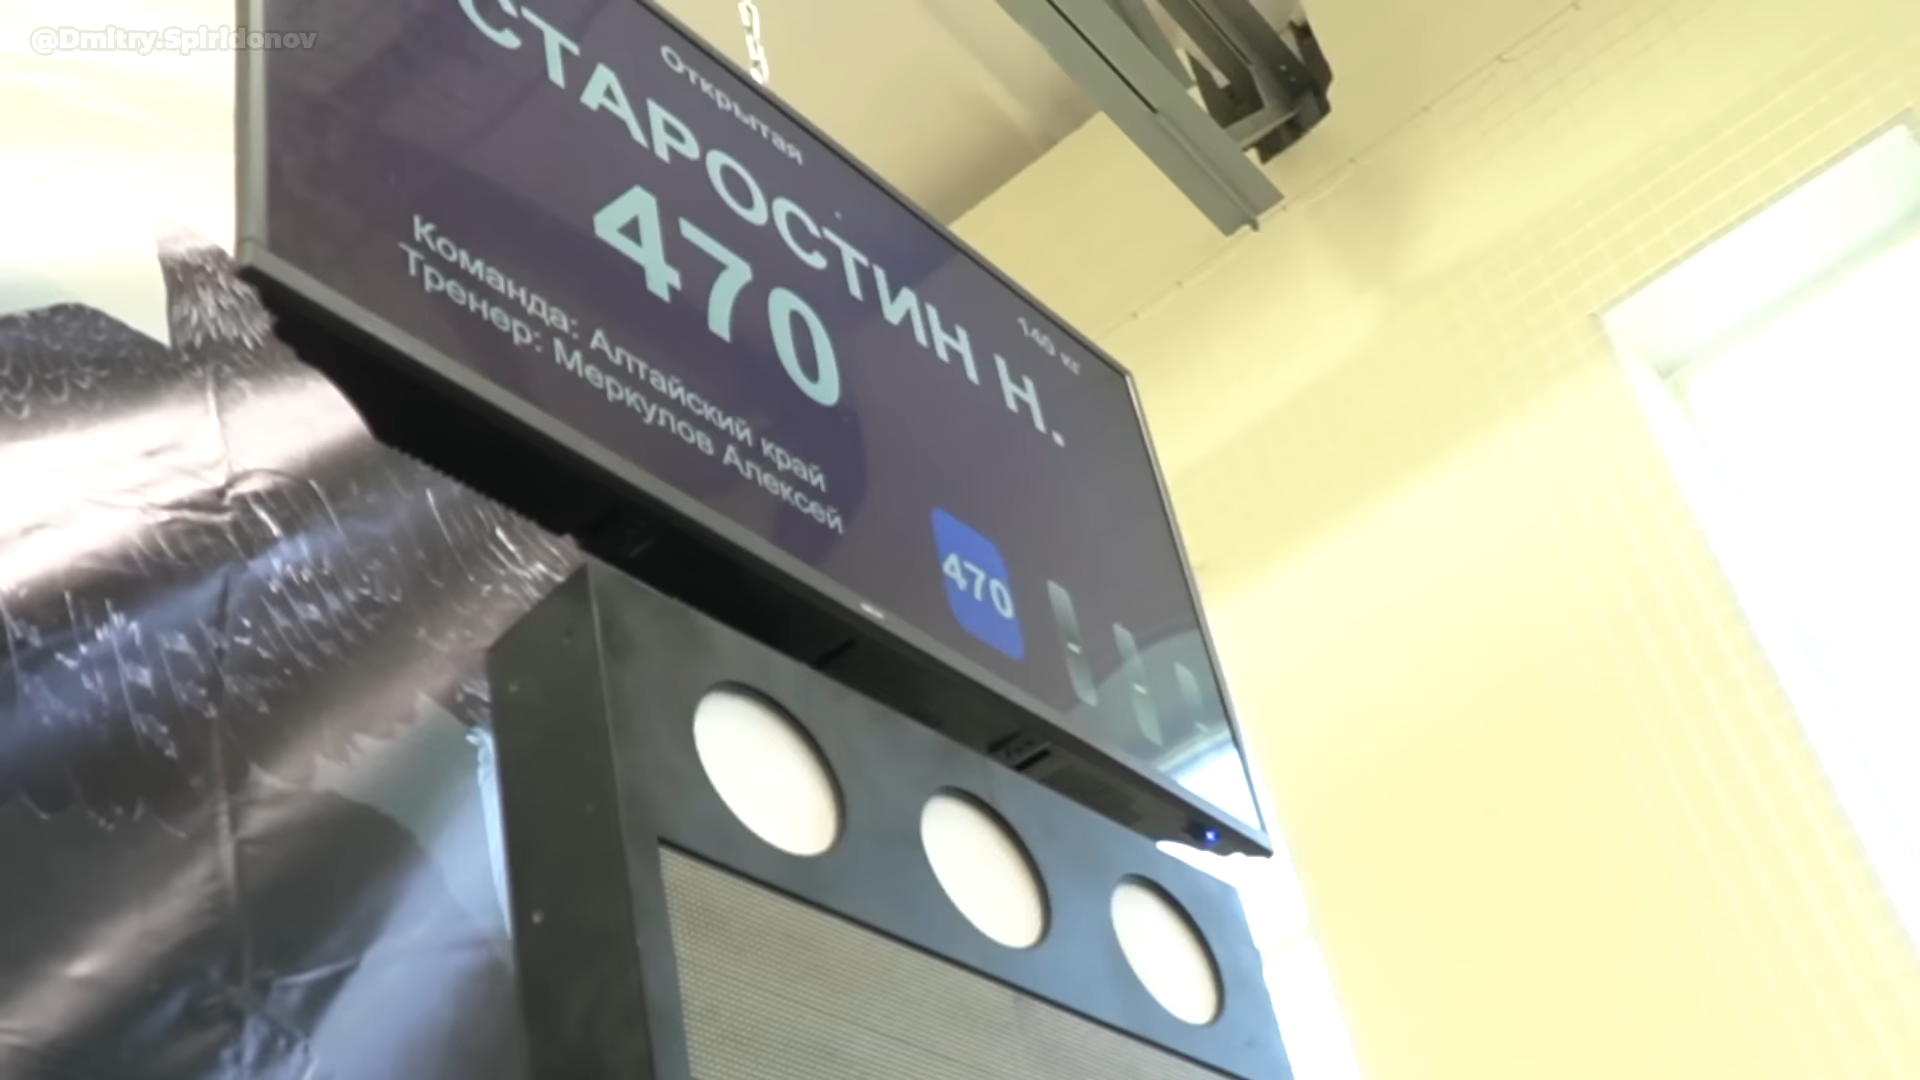 @Dmitry.Spiridonov
Открытая
140 кг
СТАРОСТИН Н.
470
Команда: Алтайский край
Тренер: Меркулов Алексей
470